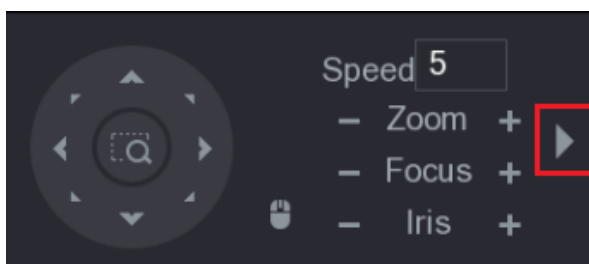 Speed 5
– Zoom +
– Focus +
– Iris +